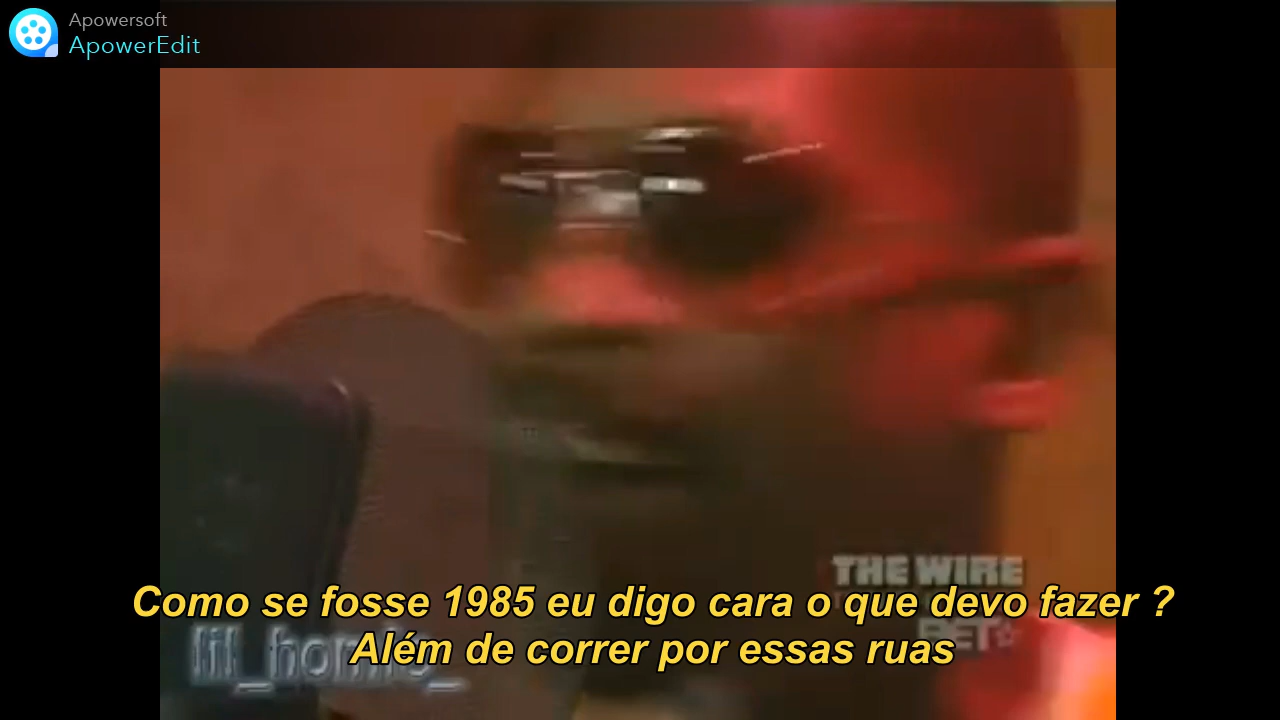 Apowersoft
ApowerEdit
THE WIRE
Como se fosse 1985 eu digo cara o que devo fazer ?
BET
Além de correr por essas ruas